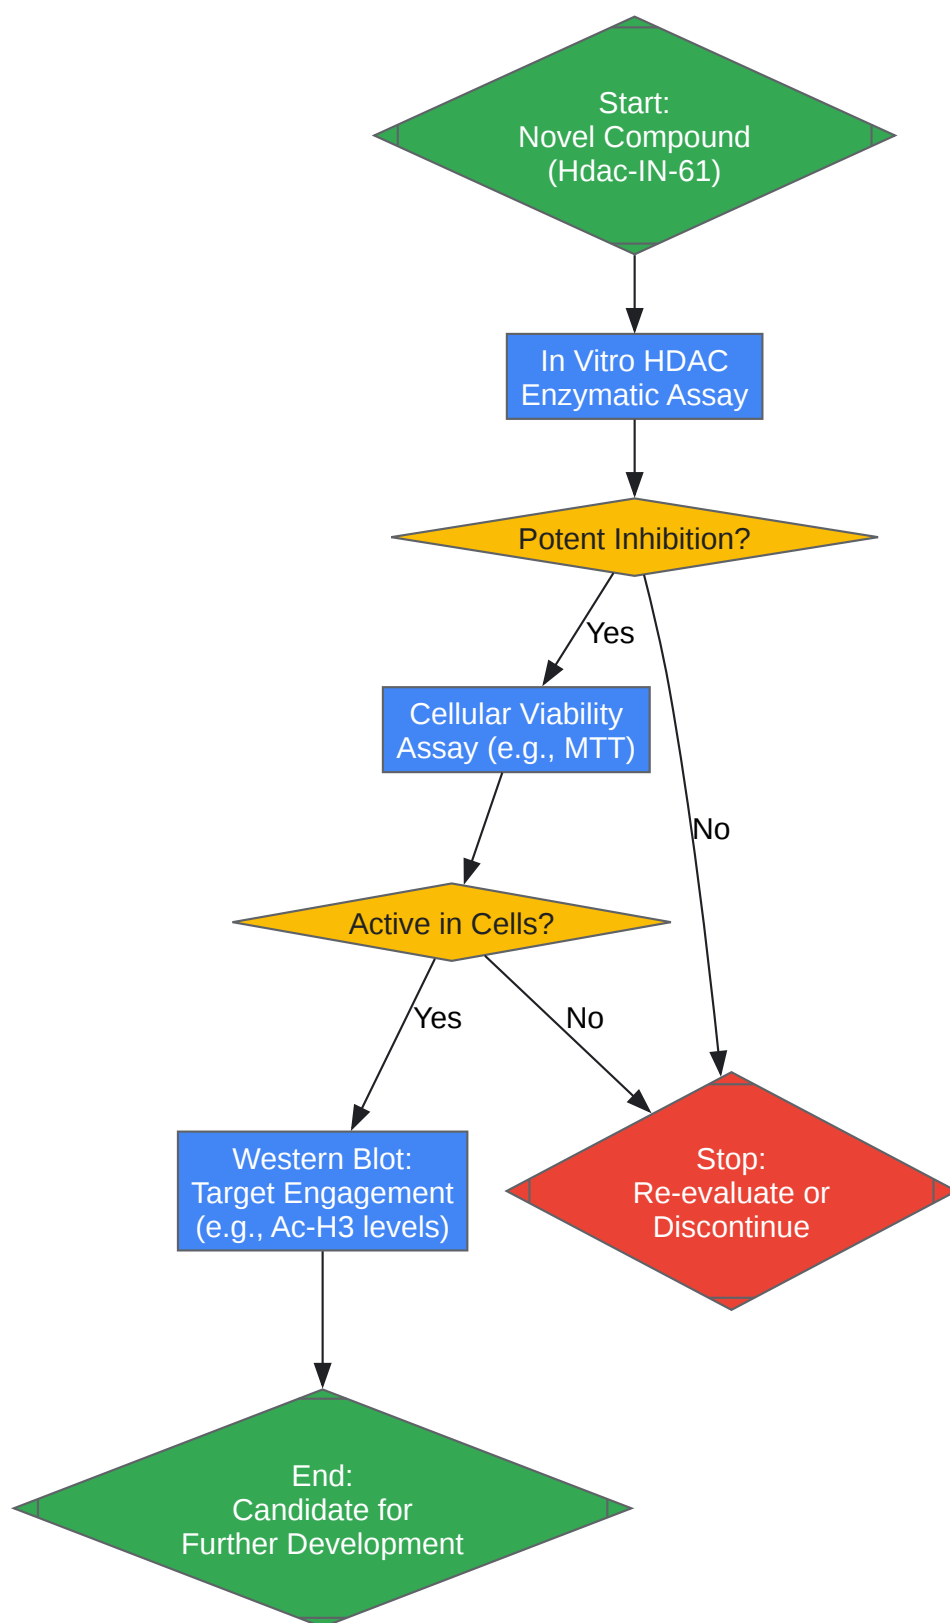 Start:
Novel Compound
(Hdac-IN-61)
In Vitro HDAC
Enzymatic Assay
Potent Inhibition?
Yes
Cellular Viability
Assay (e.g., MTT)
No
Active in Cells?
Yes
No
Western Blot:
Target Engagement
(e.g., Ac-H3 levels)
Stop:
Re-evaluate or
Discontinue
End:
Candidate for
Further Development